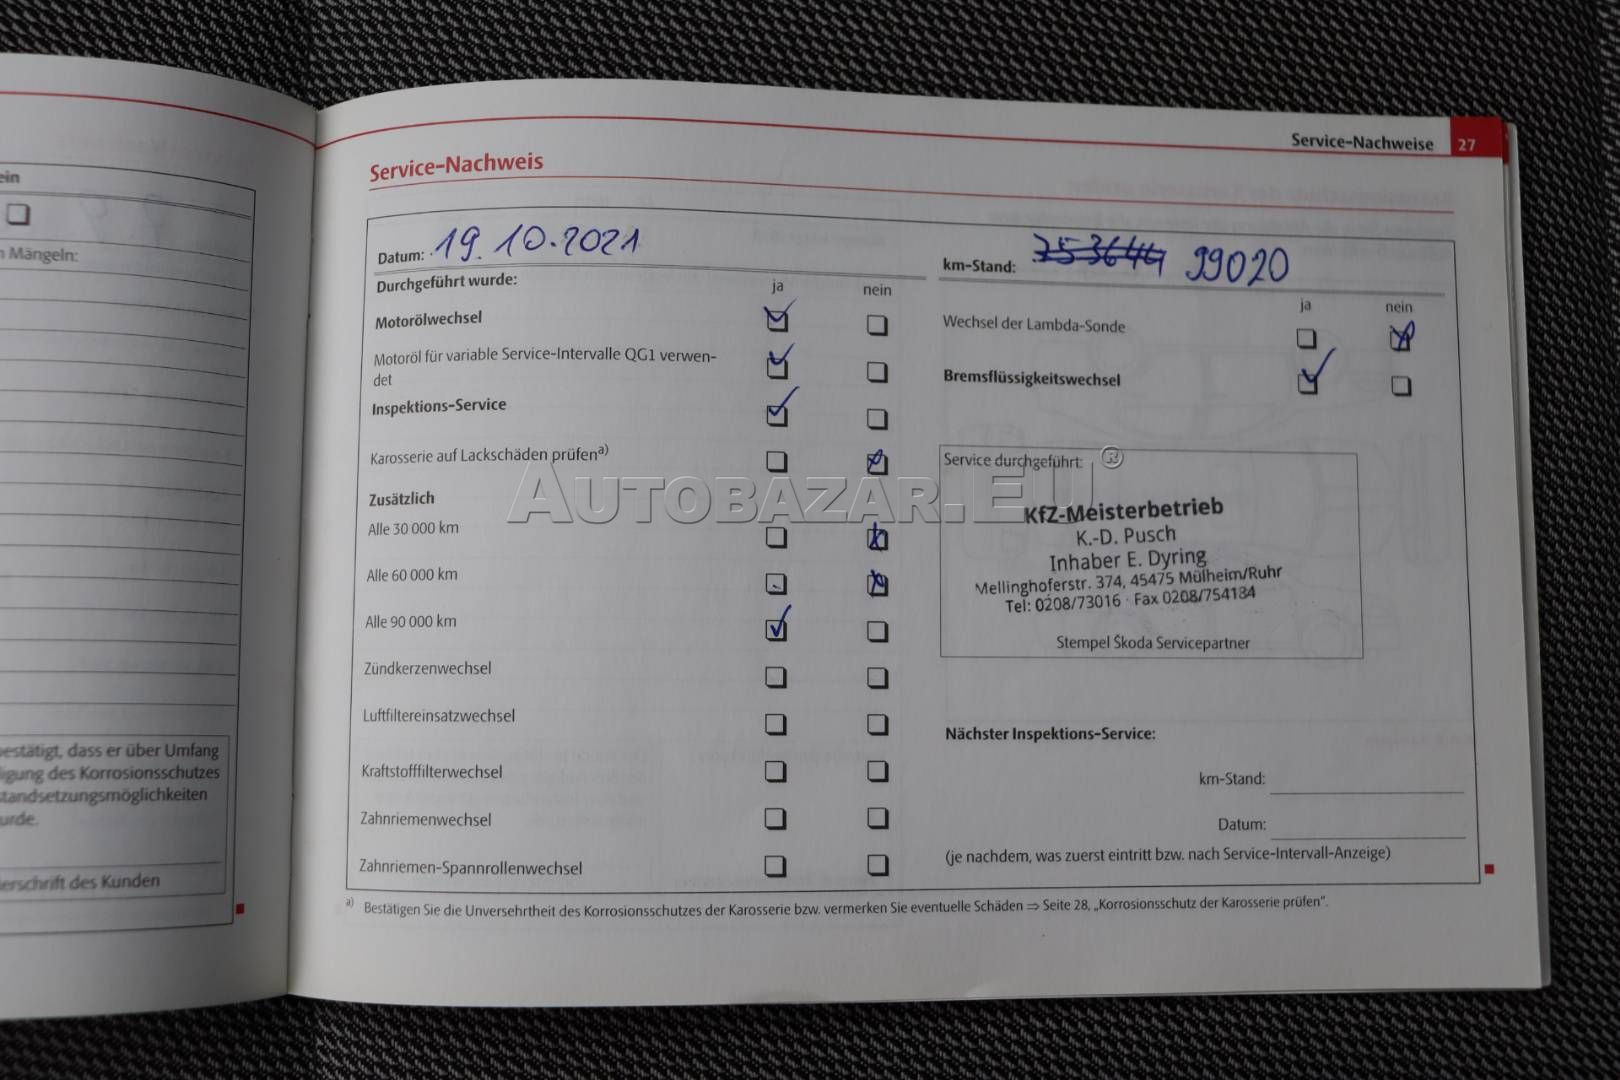 ein
n Mängeln:
estätigt, dass er über Umfang
ligung des Korrosionsschutzes
tandsetzungsmöglichkeiten
urde.
erschrift des Kunden
Service-Nachweise 27
Service-Nachweis
Datum: 19.10.2021
km-Stand: 99020
Durchgeführt wurde: ja nein
Motorölwechsel
Motoröl für variable Service-Intervalle QG1 verwen-
det
Inspektions-Service
Karosserie auf Lackschäden prüfen a)
Zusätzlich
Alle 30 000 km
Alle 60 000 km
Alle 90 000 km
Zündkerzenwechsel
Luftfiltereinsatzwechsel
Kraftstofffilterwechsel
Zahnriemenwechsel
Zahnriemen-Spannrollenwechsel
ja nein
Wechsel der Lambda-Sonde
Bremsflüssigkeitswechsel
Service durchgeführt:
KfZ-Meisterbetrieb
K.-D. Pusch
Inhaber E. Dyring
Mellinghoferstr. 374, 45475 Mülheim/Ruhr
Tel: 0208/73016 · Fax 0208/754184
Stempel Škoda Servicepartner
Nächster Inspektions-Service:
km-Stand:
Datum:
(je nachdem, was zuerst eintritt bzw. nach Service-Intervall-Anzeige)
a) Bestätigen Sie die Unversehrtheit des Korrosionsschutzes der Karosserie bzw. vermerken Sie eventuelle Schäden ⇒ Seite 28, „Korrosionsschutz der Karosserie prüfen".
AUTOBAZAR.EU ®